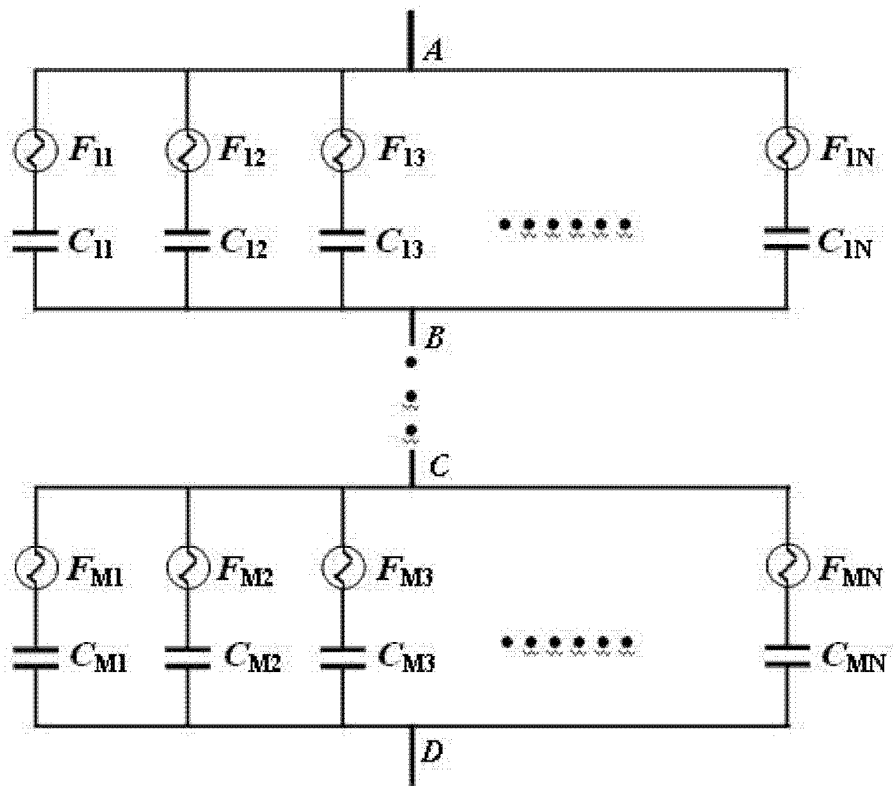 A
F11 F12 F13 F1N
C11 C12 C13 C1N
B
C
FM1 FM2 FM3 FMN
CM1 CM2 CM3 CMN
D